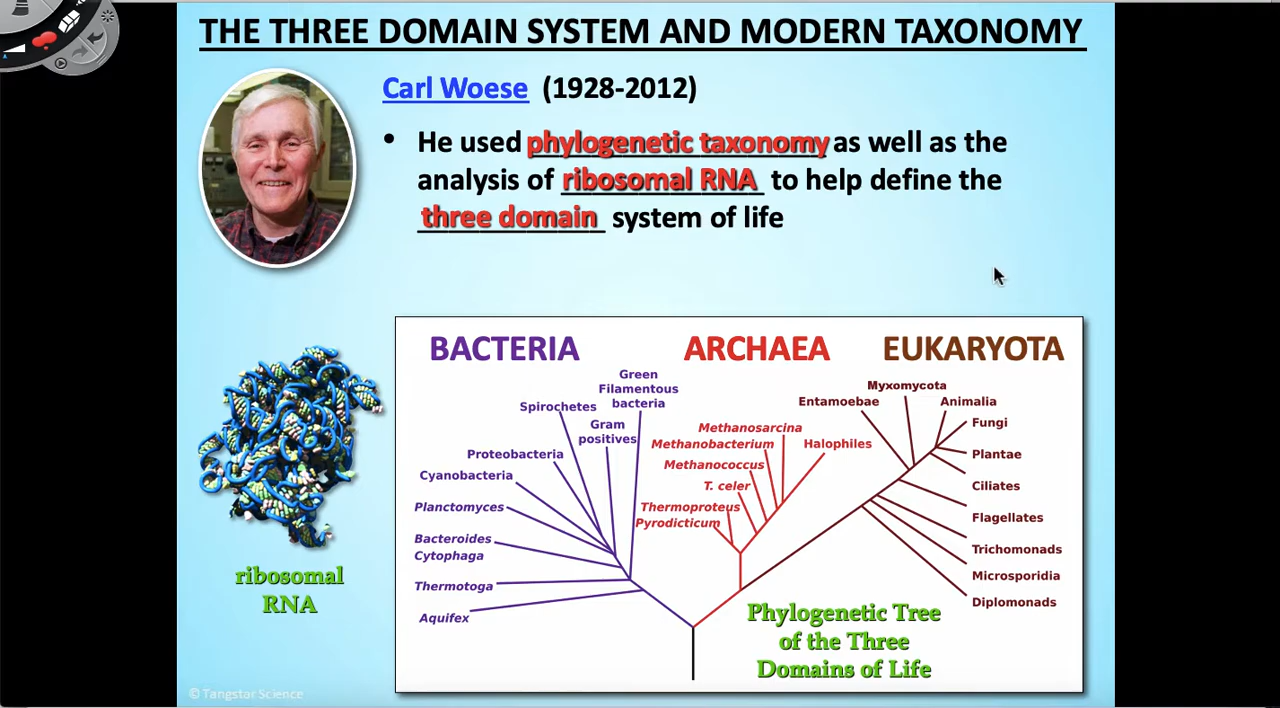 THE THREE DOMAIN SYSTEM AND MODERN TAXONOMY
Carl Woese (1928-2012)
• He used phylogenetic taxonomy as well as the
analysis of ribosomal RNA to help define the
three domain system of life
ribosomal
RNA
BACTERIA
ARCHAEA
EUKARYOTA
Green
Filamentous
bacteria
Spirochetes
Gram
positives
Proteobacteria
Cyanobacteria
Planctomyces
Bacteroides
Cytophaga
Thermotoga
Aquifex
Methanosarcina
Methanobacterium
Halophiles
Methanococcus
T. celer
Thermoproteus
Pyrodicticum
Myxomycota
Entamoebae
Animalia
Fungi
Plantae
Ciliates
Flagellates
Trichomonads
Microsporidia
Diplomonads
Phylogenetic Tree
of the Three
Domains of Life
© Tangstar Science